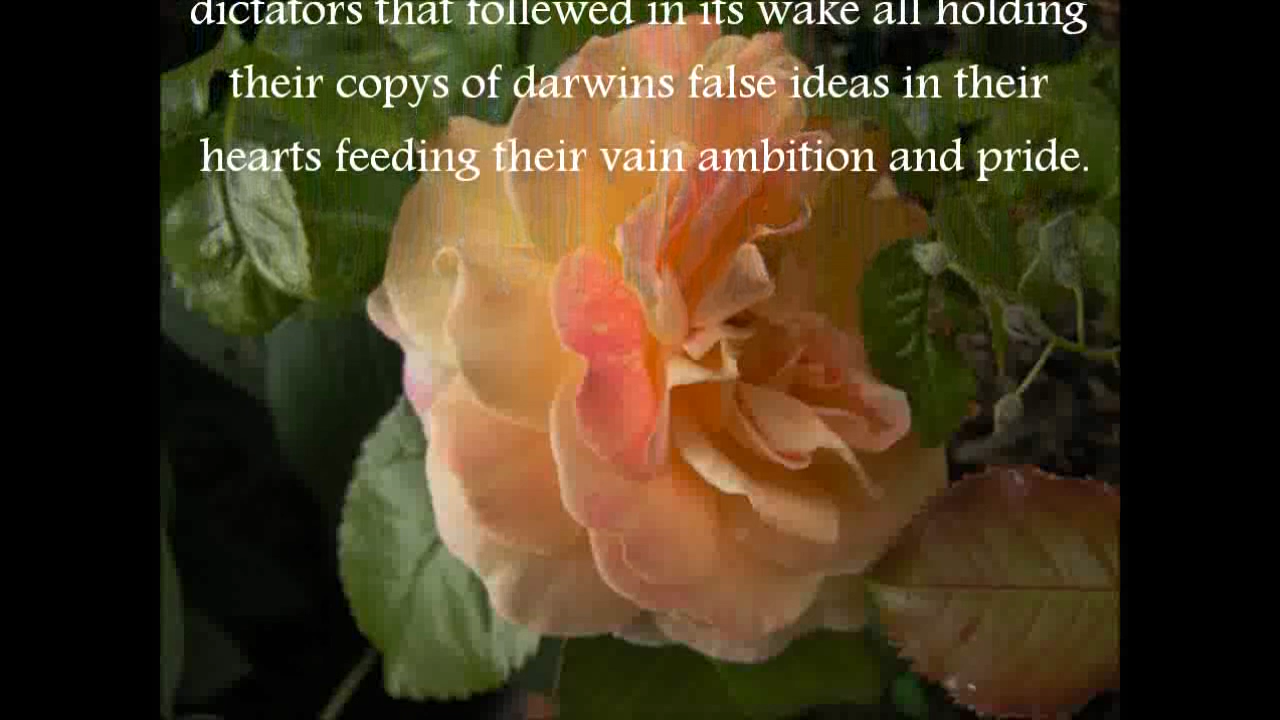 dictators that follewed in its wake all holding
their copys of darwins false ideas in their
hearts feeding their vain ambition and pride.